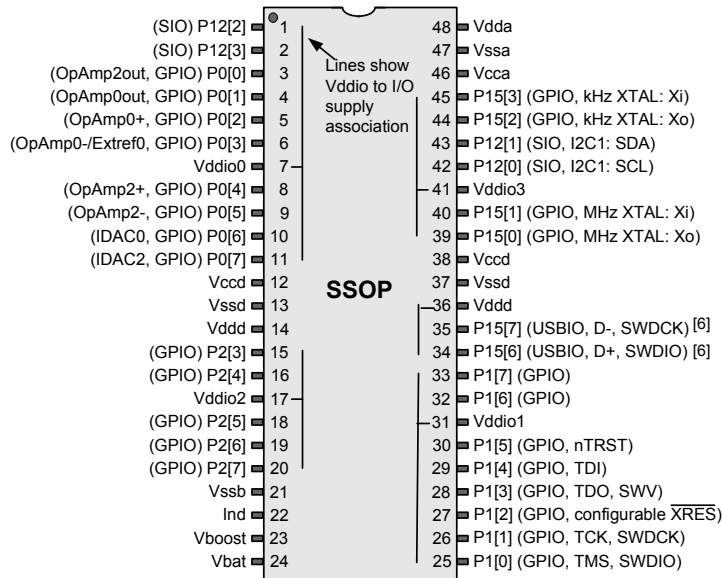 (SIO) P12[2] 1
(SIO) P12[3] 2
(OpAmp2out, GPIO) P0[0] 3
(OpAmp0out, GPIO) P0[1] 4
(OpAmp0+, GPIO) P0[2] 5
(OpAmp0-/Extref0, GPIO) P0[3] 6
Vddio0 7
(OpAmp2+, GPIO) P0[4] 8
(OpAmp2-, GPIO) P0[5] 9
(IDAC0, GPIO) P0[6] 10
(IDAC2, GPIO) P0[7] 11
Vccd 12
Vssd 13
Vddd 14
(GPIO) P2[3] 15
(GPIO) P2[4] 16
Vddio2 17
(GPIO) P2[5] 18
(GPIO) P2[6] 19
(GPIO) P2[7] 20
Vssb 21
Ind 22
Vboost 23
Vbat 24
Lines show
Vddio to I/O
supply
association
SSOP
48 Vdda
47 Vssa
46 Vcca
45 P15[3] (GPIO, kHz XTAL: Xi)
44 P15[2] (GPIO, kHz XTAL: Xo)
43 P12[1] (SIO, I2C1: SDA)
42 P12[0] (SIO, I2C1: SCL)
41 Vddio3
40 P15[1] (GPIO, MHz XTAL: Xi)
39 P15[0] (GPIO, MHz XTAL: Xo)
38 Vccd
37 Vssd
36 Vddd
35 P15[7] (USBIO, D-, SWDCK) [6]
34 P15[6] (USBIO, D+, SWDIO) [6]
33 P1[7] (GPIO)
32 P1[6] (GPIO)
31 Vddio1
30 P1[5] (GPIO, nTRST)
29 P1[4] (GPIO, TDI)
28 P1[3] (GPIO, TDO, SWV)
27 P1[2] (GPIO, configurable XRES)
26 P1[1] (GPIO, TCK, SWDCK)
25 P1[0] (GPIO, TMS, SWDIO)